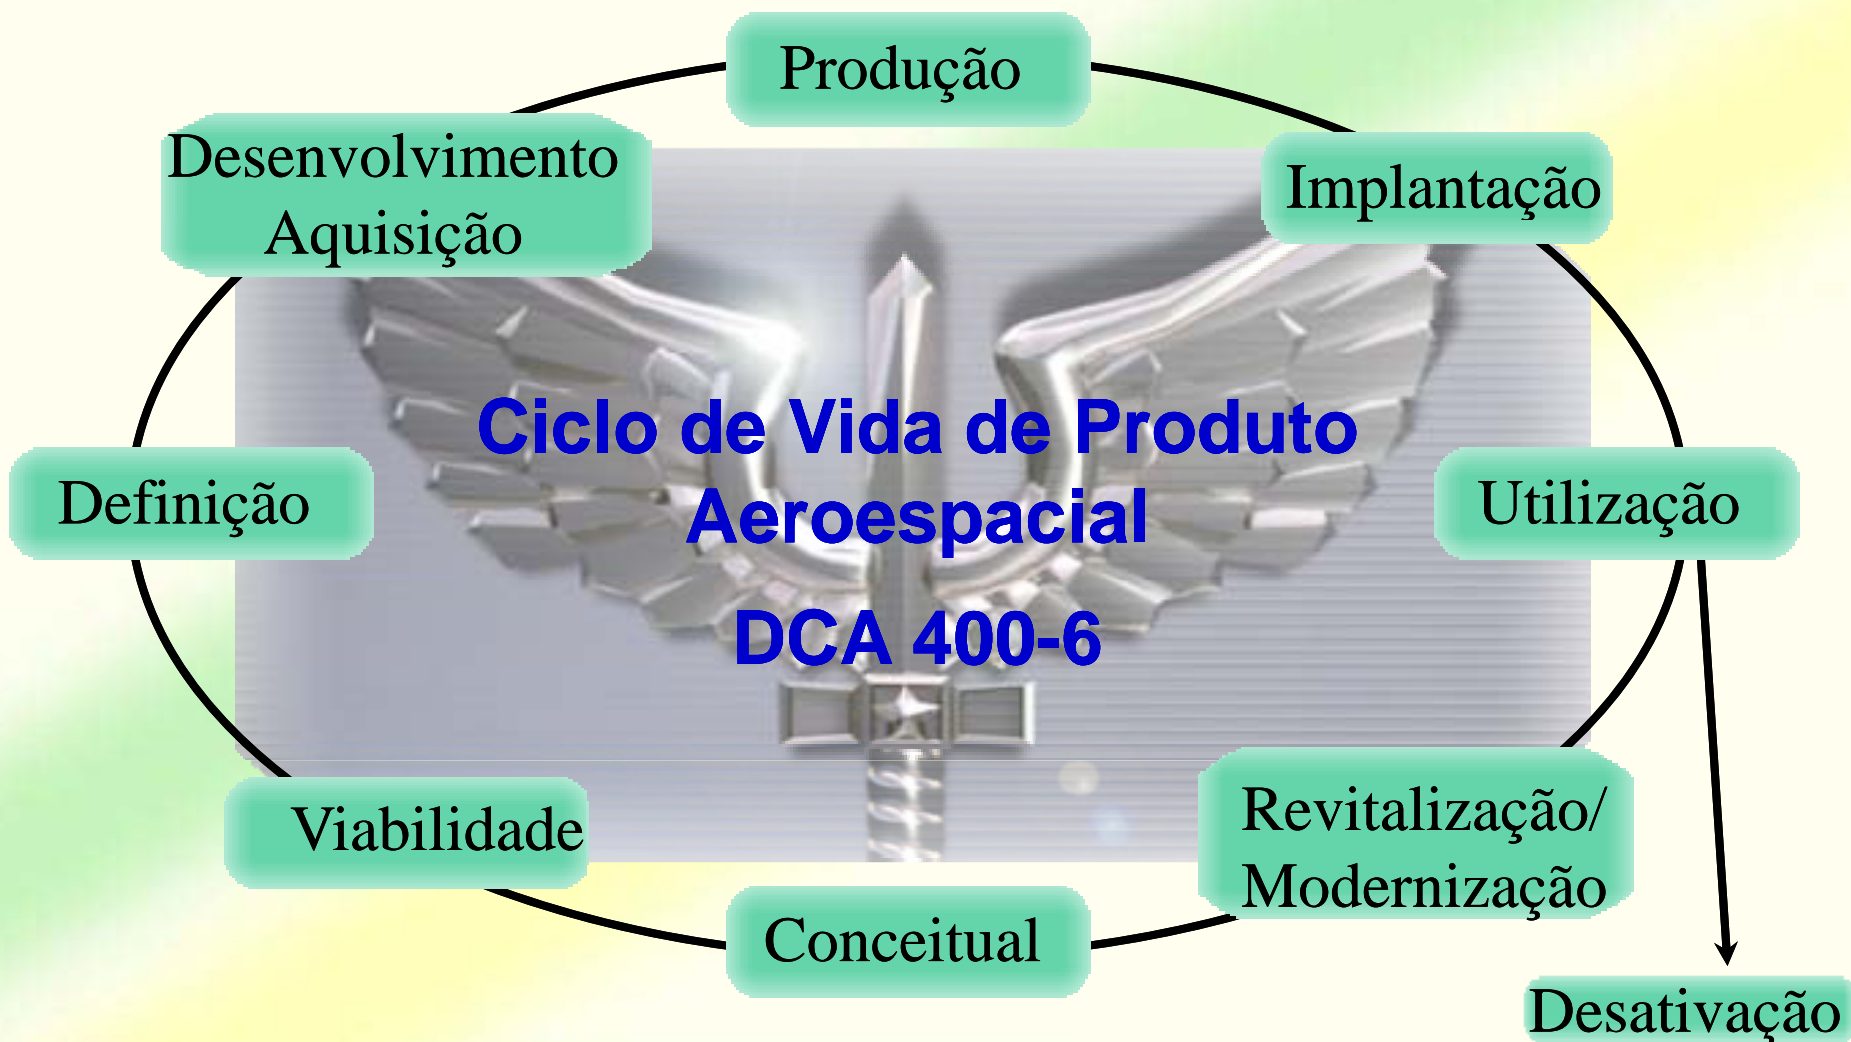 Produção
Desenvolvimento
Aquisição
Implantação
Ciclo de Vida de Produto
Aeroespacial
DCA 400-6
Definição
Utilização
Viabilidade
Revitalização/
Modernização
Conceitual
Desativação